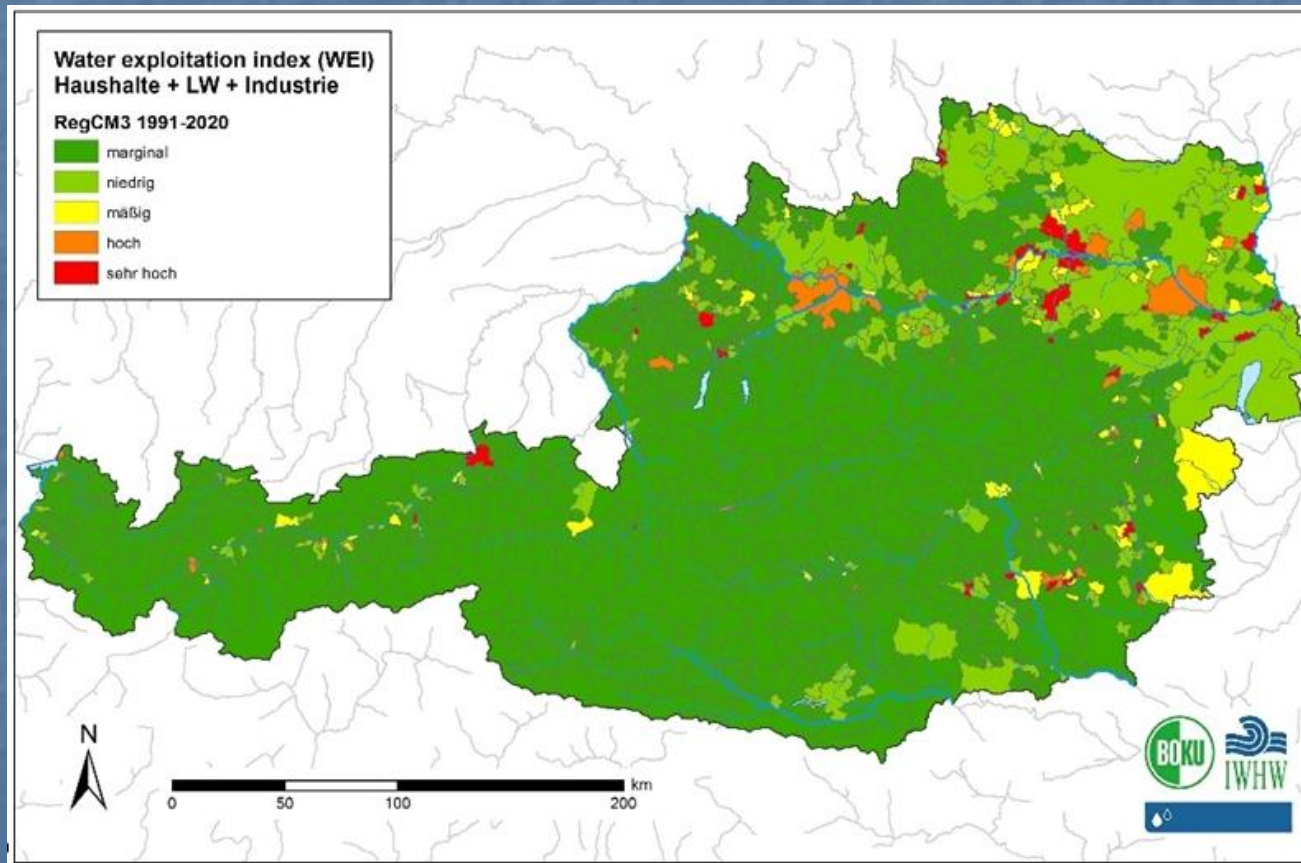 Water exploitation index (WEI)
Haushalte + LW + Industrie
RegCM3 1991-2020
marginal
niedrig
mäßig
hoch
sehr hoch
N
km
0 50 100 200
BOKU
IWHW